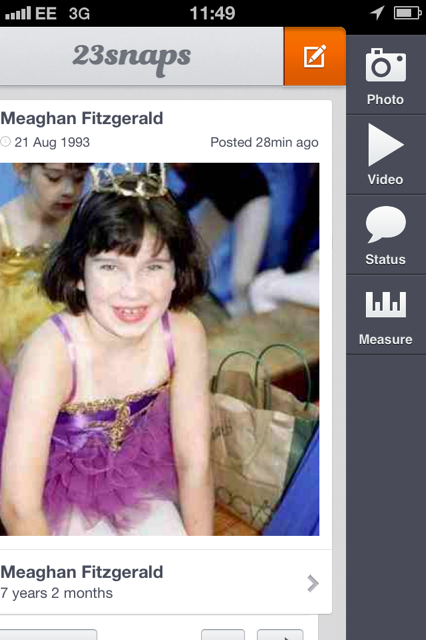 EE 3G 11:49
23snaps
Photo
Video
Status
Measure
Meaghan Fitzgerald
21 Aug 1993 Posted 28min ago
macy's
Meaghan Fitzgerald
7 years 2 months